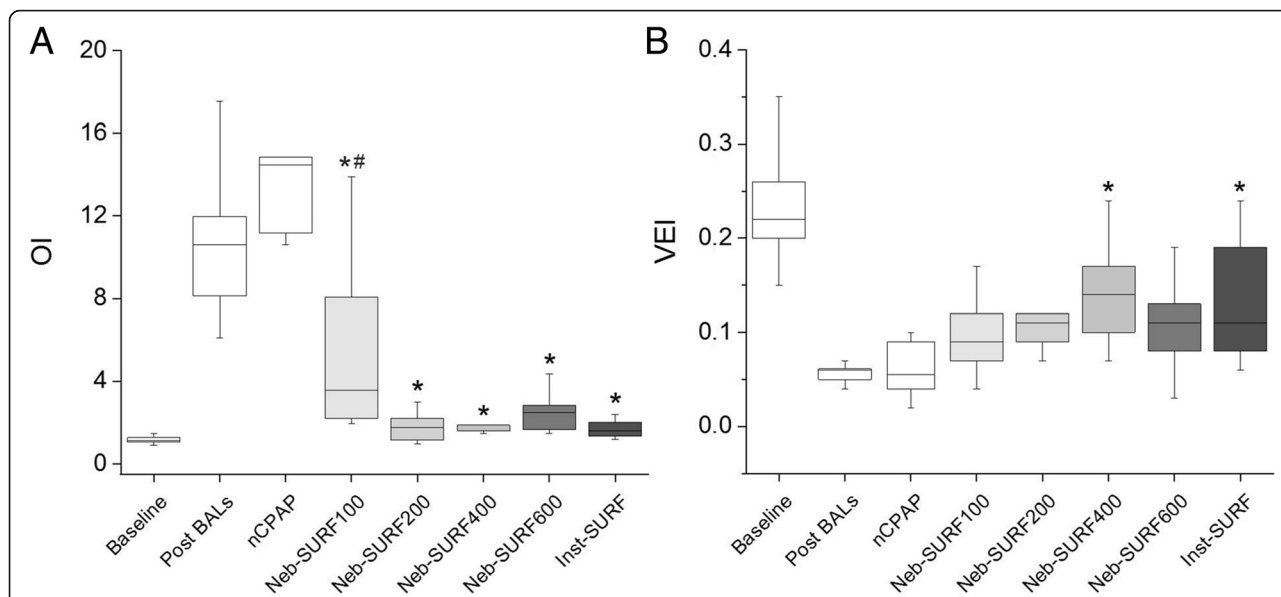 A
B
OI
20
16
12
8
4
0
*#
*
*
*
*
Baseline
Post BALs
nCPAP
Neb-SURF100
Neb-SURF200
Neb-SURF400
Neb-SURF600
Inst-SURF
VEI
0.4
0.3
0.2
0.1
0.0
*
*
Baseline
Post BALs
nCPAP
Neb-SURF100
Neb-SURF200
Neb-SURF400
Neb-SURF600
Inst-SURF